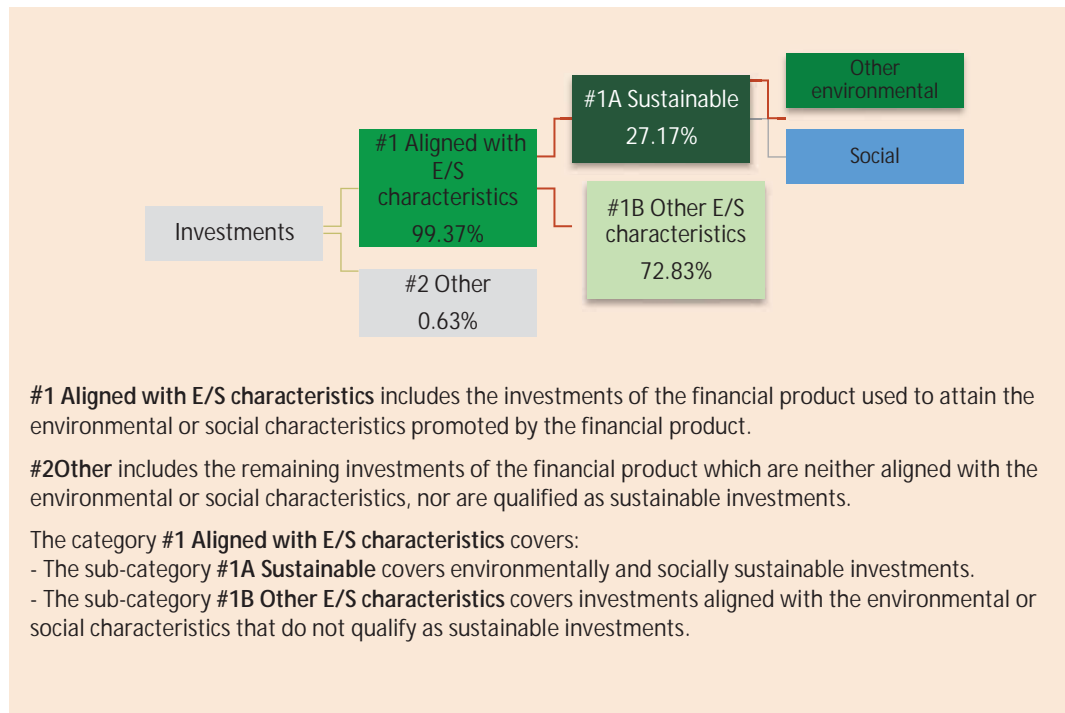 Investments
#1 Aligned with
E/S
characteristics
99.37%
#2 Other
0.63%
#1A Sustainable
27.17%
#1B Other E/S
characteristics
72.83%
Other
environmental
Social
#1 Aligned with E/S characteristics includes the investments of the financial product used to attain the
environmental or social characteristics promoted by the financial product.
#2Other includes the remaining investments of the financial product which are neither aligned with the
environmental or social characteristics, nor are qualified as sustainable investments.
The category #1 Aligned with E/S characteristics covers:
- The sub-category #1A Sustainable covers environmentally and socially sustainable investments.
- The sub-category #1B Other E/S characteristics covers investments aligned with the environmental or
social characteristics that do not qualify as sustainable investments.